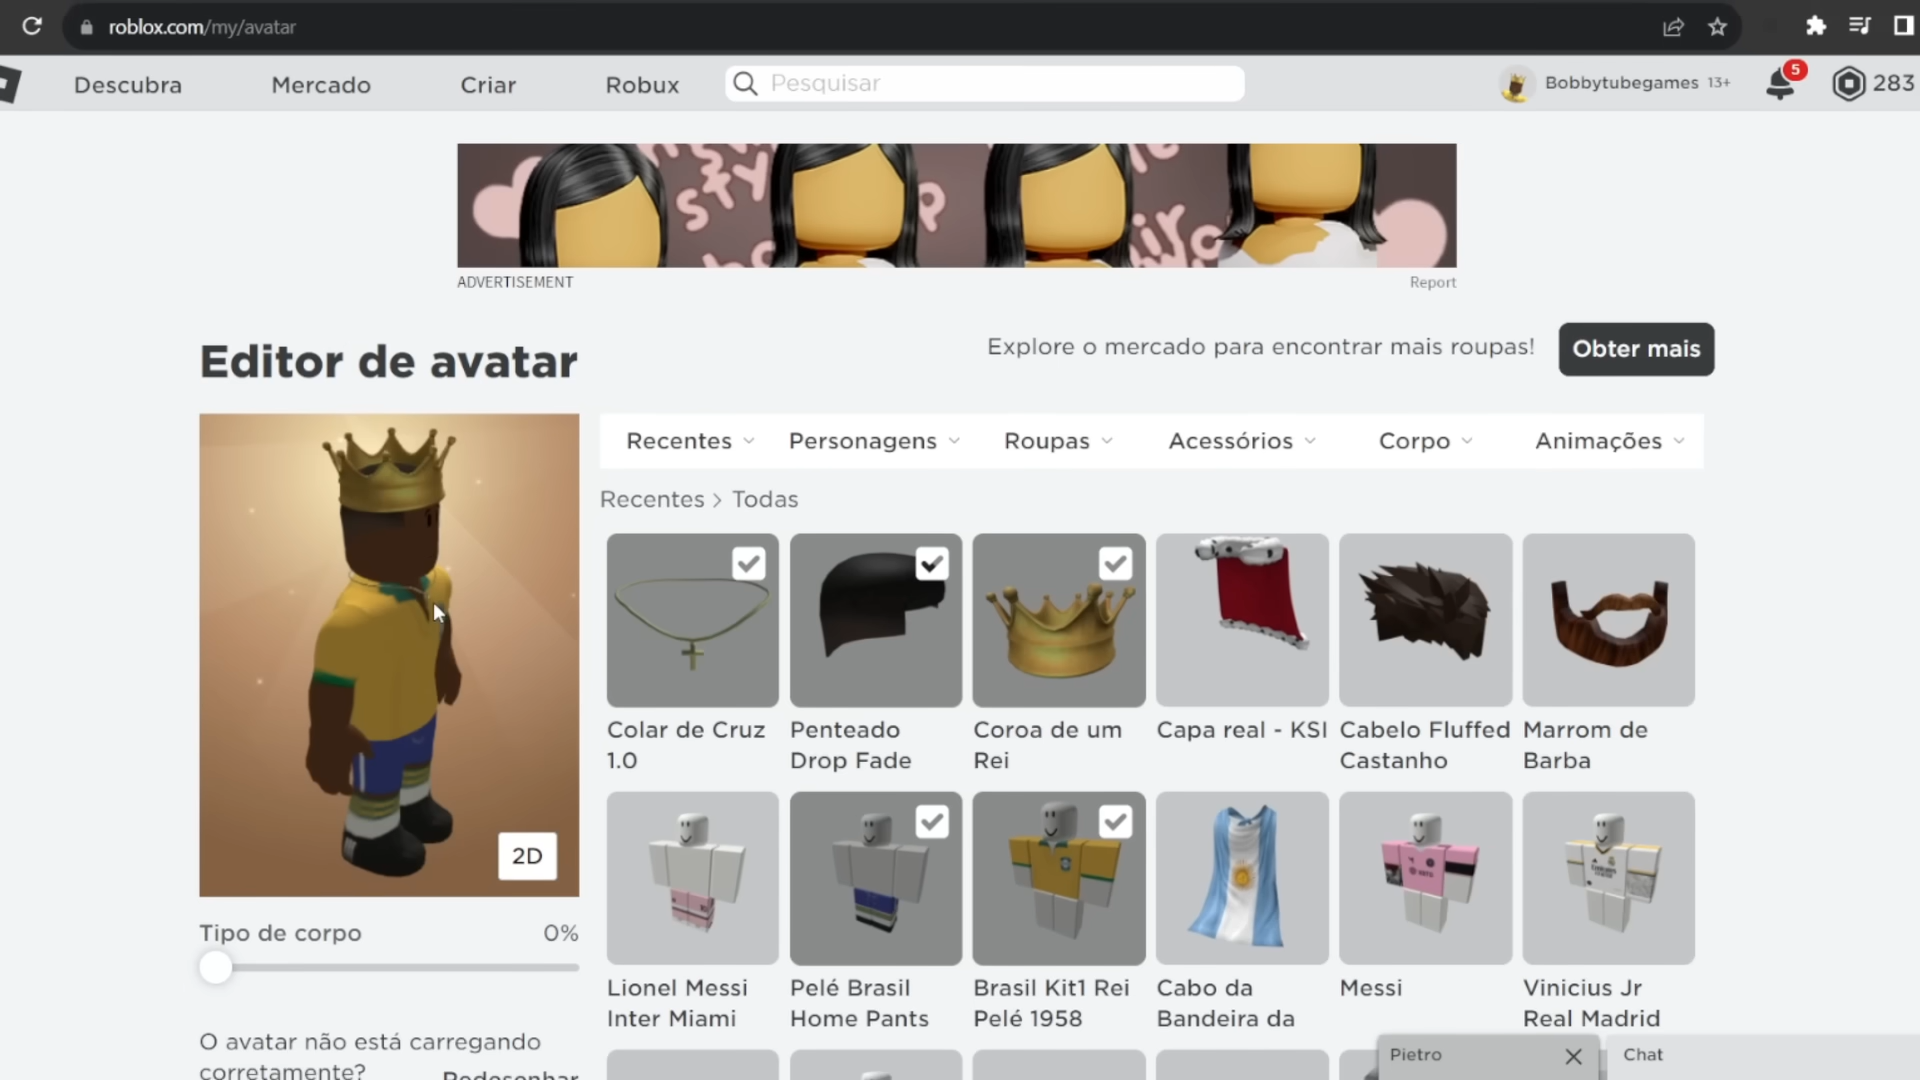 roblox.com/my/avatar
Descubra Mercado Criar Robux Pesquisar Bobbytubegames 13+ 5 283
ADVERTISEMENT Report
Editor de avatar
Explore o mercado para encontrar mais roupas! Obter mais
Recentes Personagens Roupas Acessórios Corpo Animações
Recentes > Todas
Colar de Cruz 1.0
Penteado Drop Fade
Coroa de um Rei
Capa real - KSI
Cabelo Fluffed Castanho
Marrom de Barba
2D
Tipo de corpo 0%
Lionel Messi Inter Miami
Pelé Brasil Home Pants
Brasil Kit1 Rei Pelé 1958
Cabo da Bandeira da
Messi
Vinicius Jr Real Madrid
O avatar não está carregando
corretamente? Redesenhar
Pietro Chat